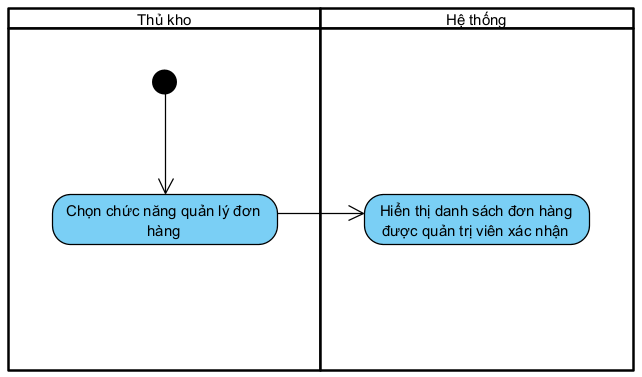 Thủ kho
Hệ thống
Chọn chức năng quản lý đơn
hàng
Hiển thị danh sách đơn hàng
được quản trị viên xác nhận